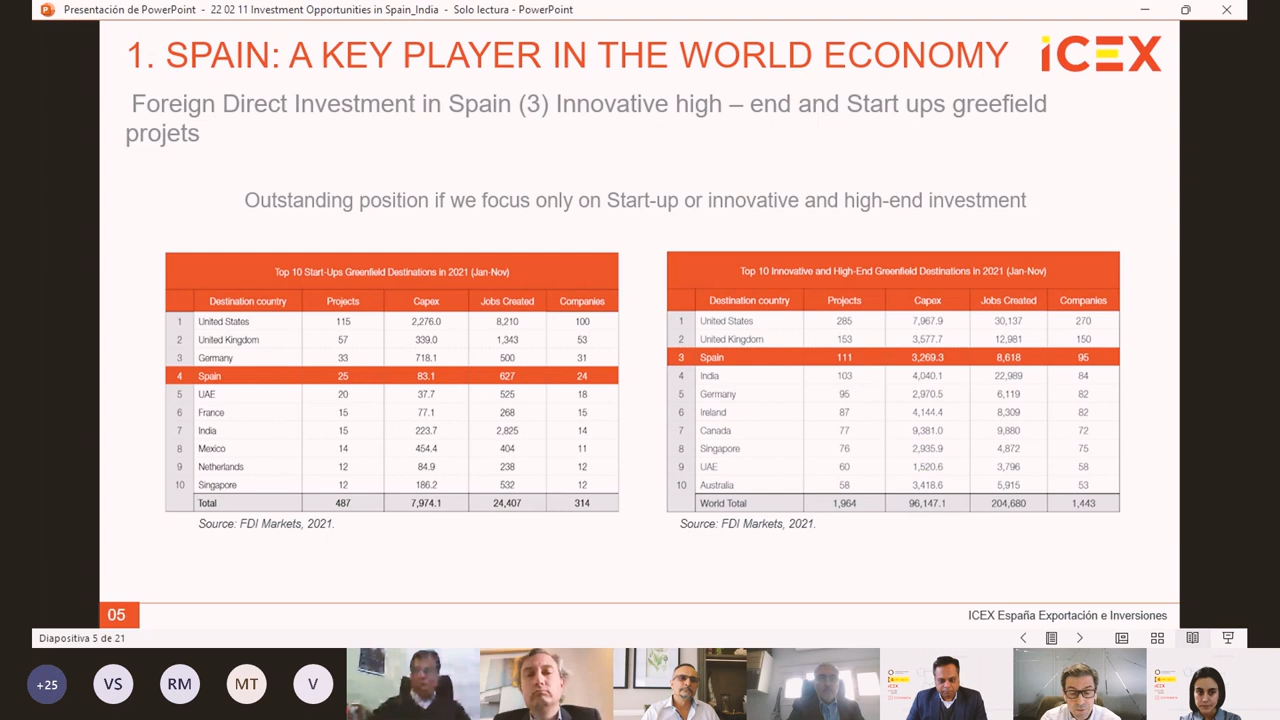 Presentación de PowerPoint - 22 02 11 Investment Opportunities in Spain_India - Solo lectura - PowerPoint
1. SPAIN: A KEY PLAYER IN THE WORLD ECONOMY
iCEX
Foreign Direct Investment in Spain (3) Innovative high – end and Start ups greefield
projets
Outstanding position if we focus only on Start-up or innovative and high-end investment
Top 10 Start-Ups Greenfield Destinations in 2021 (Jan-Nov)
Destination country Projects Capex Jobs Created Companies
1 United States 115 2,276.0 8,210 100
2 United Kingdom 57 339.0 1,343 53
3 Germany 33 718.1 500 31
4 Spain 25 83.1 627 24
5 UAE 20 37.7 525 18
6 France 15 77.1 268 15
7 India 15 223.7 2,825 14
8 Mexico 14 454.4 404 11
9 Netherlands 12 84.9 238 12
10 Singapore 12 186.2 532 12
Total 487 7,974.1 24,407 314
Source: FDI Markets, 2021.
Top 10 Innovative and High-End Greenfield Destinations in 2021 (Jan-Nov)
Destination country Projects Capex Jobs Created Companies
1 United States 285 7,967.9 30,137 270
2 United Kingdom 153 3,577.7 12,981 150
3 Spain 111 3,269.3 8,618 95
4 India 103 4,040.1 22,989 84
5 Germany 95 2,970.5 6,119 82
6 Ireland 87 4,144.4 8,309 82
7 Canada 77 9,381.0 9,880 72
8 Singapore 76 2,935.9 4,872 75
9 UAE 60 1,520.6 3,796 58
10 Australia 58 3,418.6 5,915 53
World Total 1,964 96,147.1 204,680 1,443
Source: FDI Markets, 2021.
05
ICEX España Exportación e Inversiones
Diapositiva 5 de 21
+25 VS RM MT V
iCEX
iCEX